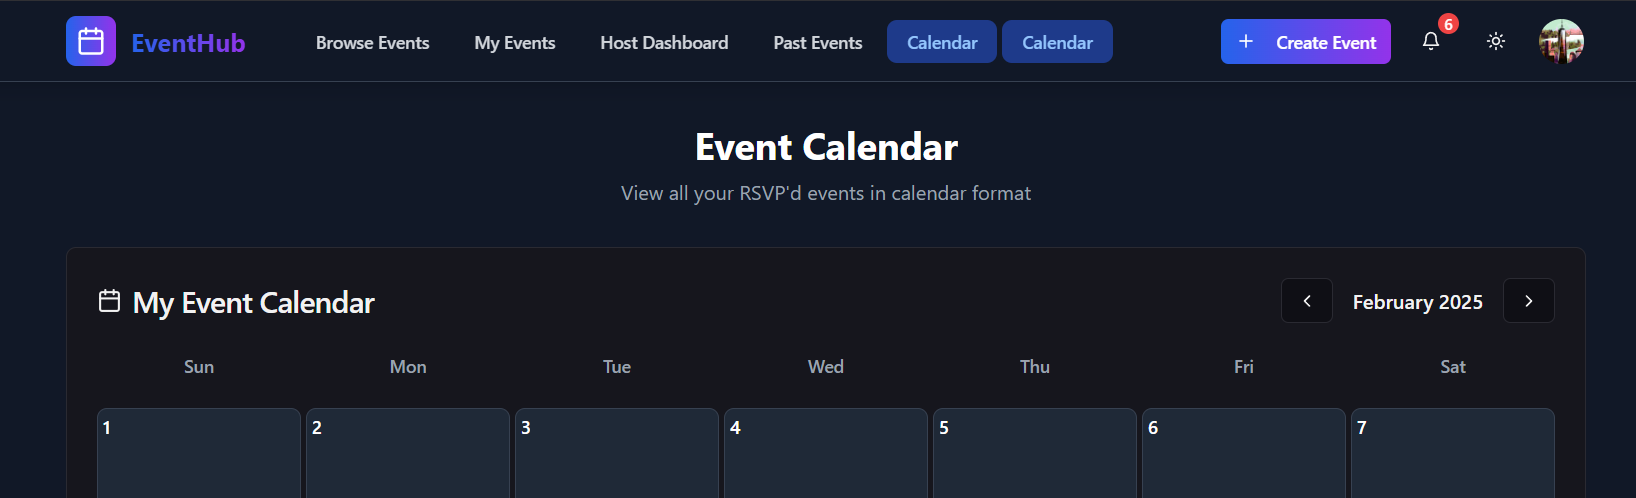 EventHub Browse Events My Events Host Dashboard Past Events Calendar Calendar Create Event 6
Event Calendar
View all your RSVP'd events in calendar format
My Event Calendar February 2025
Sun Mon Tue Wed Thu Fri Sat
1 2 3 4 5 6 7